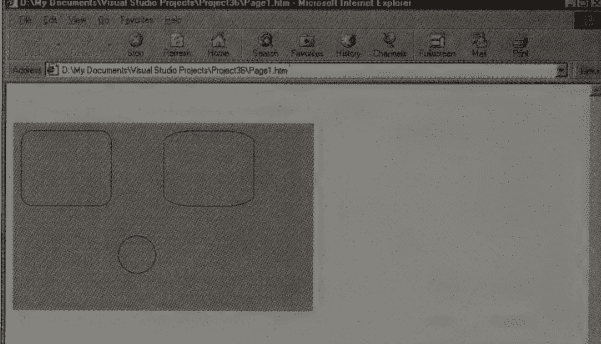 D:\My Documents\Visual Studio Projects\Project36\Page1.htm - Microsoft Internet Explorer
File Edit View Go Favorites Help
Stop Refresh Home Search Favorites History Channels Fullscreen Mail Print
Address D:\My Documents\Visual Studio Projects\Project36\Page1.htm